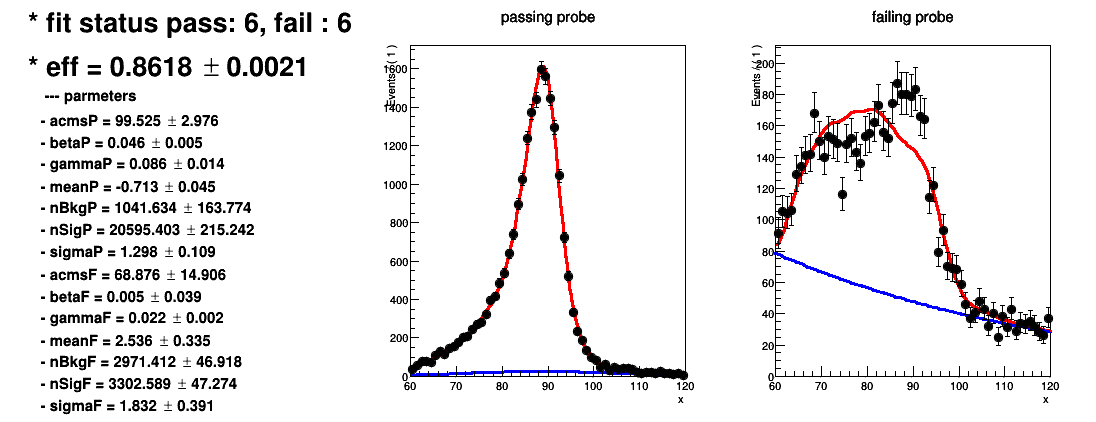 * fit status pass: 6, fail : 6
* eff = 0.8618 ± 0.0021
--- parmeters
- acmsP = 99.525 ± 2.976
- betaP = 0.046 ± 0.005
- gammaP = 0.086 ± 0.014
- meanP = -0.713 ± 0.045
- nBkgP = 1041.634 ± 163.774
- nSigP = 20595.403 ± 215.242
- sigmaP = 1.298 ± 0.109
- acmsF = 68.876 ± 14.906
- betaF = 0.005 ± 0.039
- gammaF = 0.022 ± 0.002
- meanF = 2.536 ± 0.335
- nBkgF = 2971.412 ± 46.918
- nSigF = 3302.589 ± 47.274
- sigmaF = 1.832 ± 0.391
passing probe
Events / ( 1 )
1600
1400
1200
1000
800
600
400
200
0
60 70 80 90 100 110 120
x
failing probe
Events / ( 1 )
200
180
160
140
120
100
80
60
40
20
0
60 70 80 90 100 110 120
x